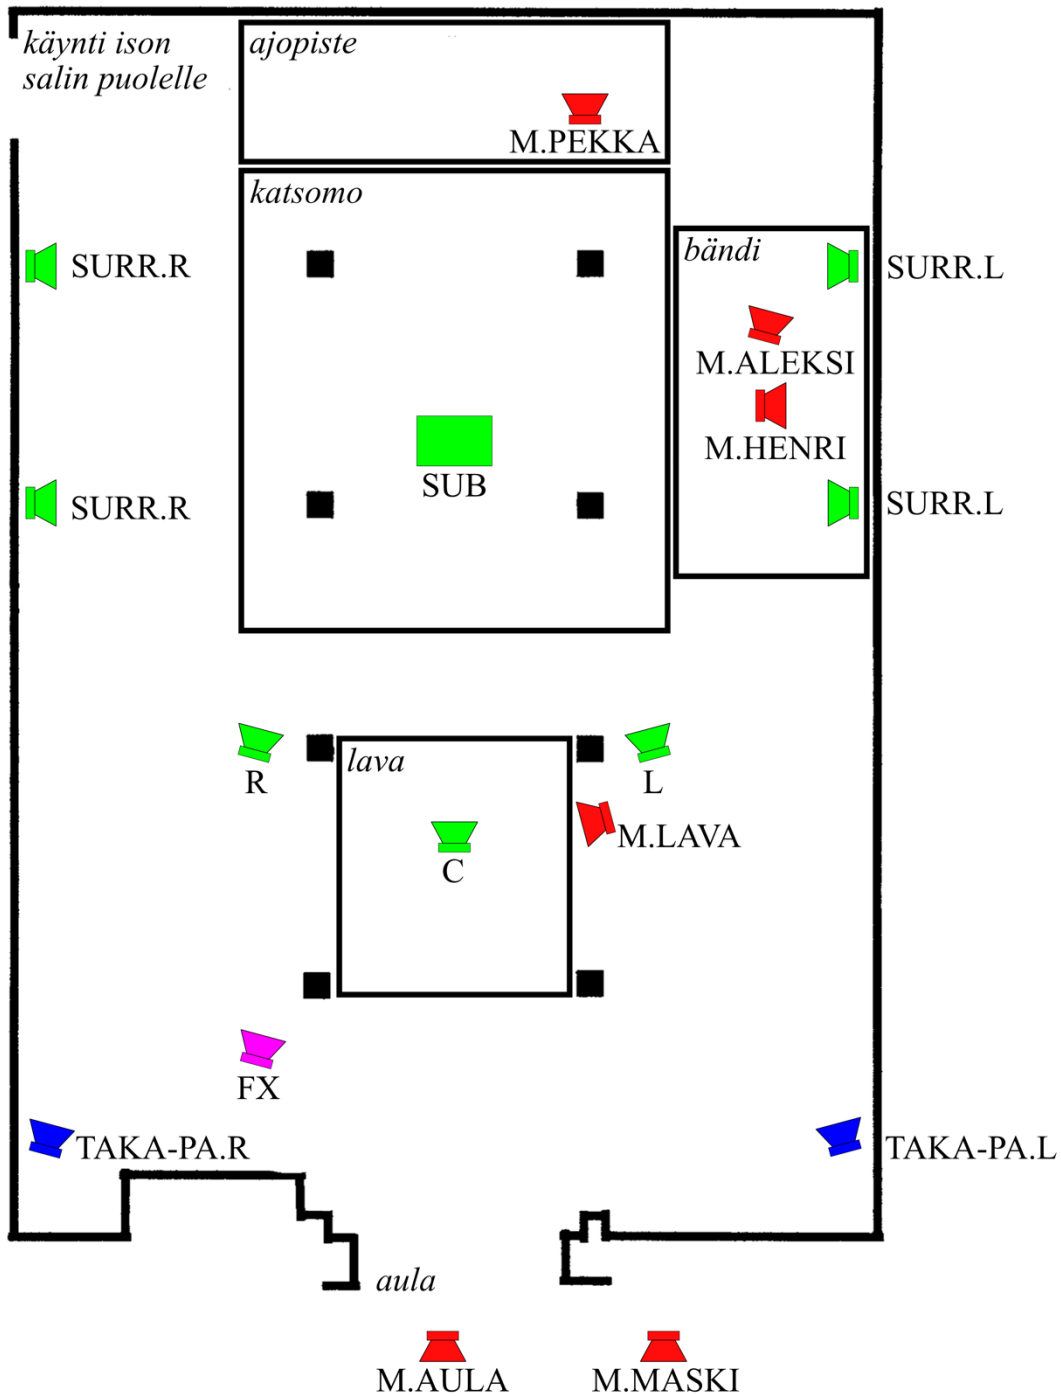 käynti ison
salin puolelle
ajopiste
M.PEKKA
katsomo
bändi
SURR.R
SURR.L
M.ALEKSI
M.HENRI
SUB
SURR.R
SURR.L
R
lava
L
M.LAVA
C
FX
TAKA-PA.R
TAKA-PA.L
aula
M.AULA
M.MASKI